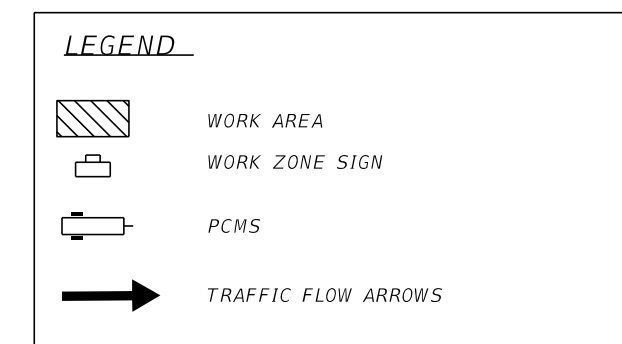 LEGEND
WORK AREA
WORK ZONE SIGN
PCMS
TRAFFIC FLOW ARROWS